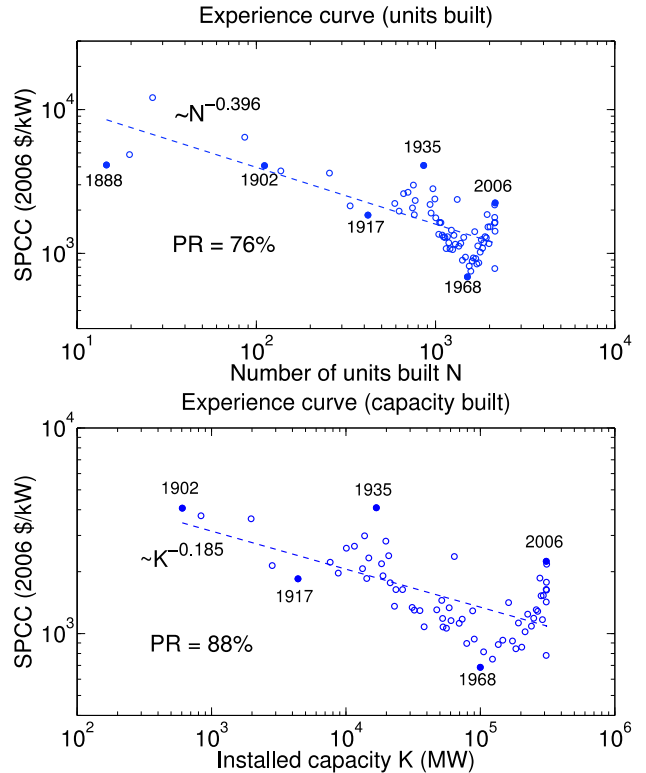 Experience curve (units built)
SPCC (2006 $/kW)
10^4
10^3
~N^−0.396
1935
1888
1902
2006
1917
PR = 76%
1968
10^1
10^2
10^3
10^4
Number of units built N
Experience curve (capacity built)
SPCC (2006 $/kW)
10^4
10^3
1902
1935
~K^−0.185
2006
1917
PR = 88%
1968
10^2
10^3
10^4
10^5
10^6
Installed capacity K (MW)